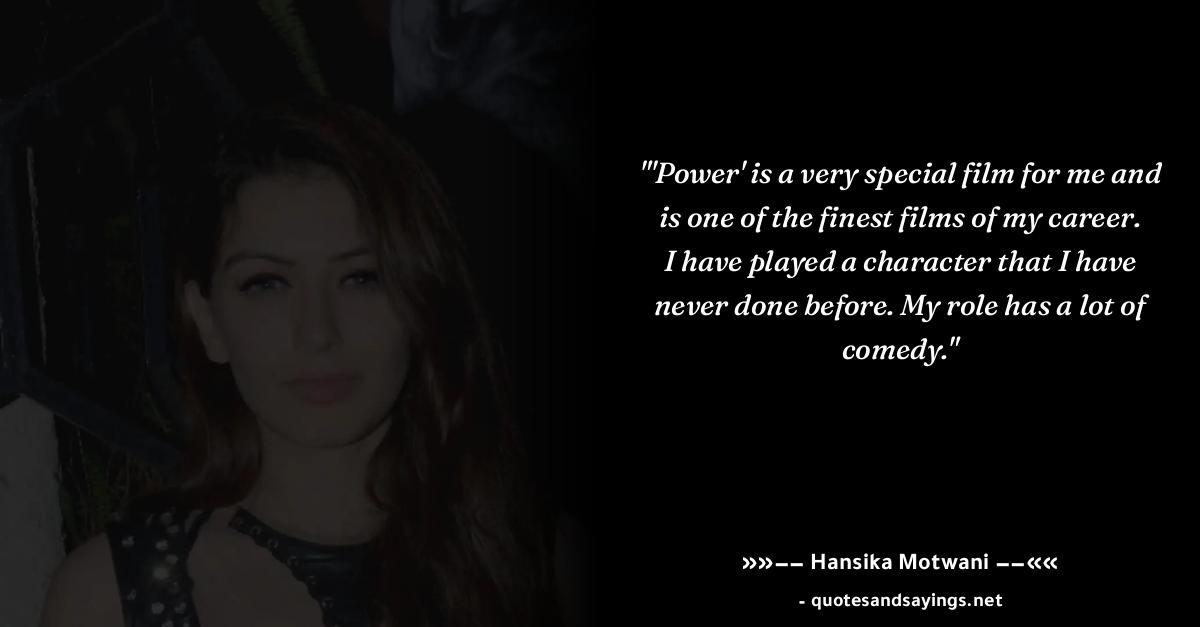 "'Power' is a very special film for me and
is one of the finest films of my career.
I have played a character that I have
never done before. My role has a lot of
comedy."
»»−− Hansika Motwani −−««
- quotesandsayings.net